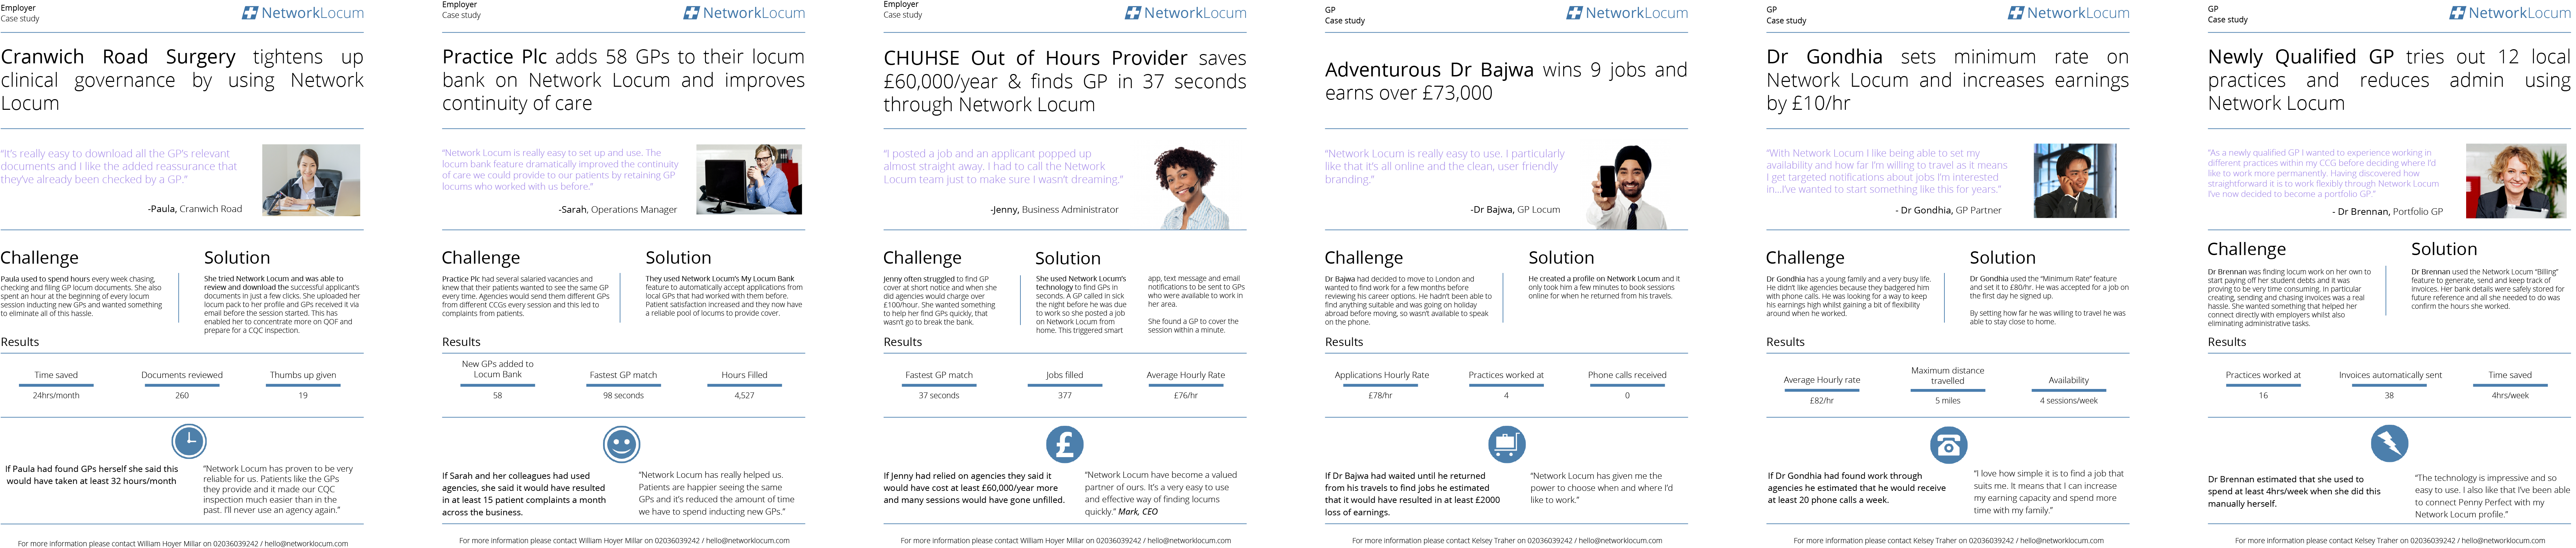 Employer
Case study
NetworkLocum
Cranwich Road Surgery tightens up
clinical governance by using Network
Locum
“It’s really easy to download all the GP’s relevant
documents and I like the added reassurance that
they’ve already been checked by a GP.”
-Paula, Cranwich Road
Challenge
Paula used to spend hours every week chasing,
checking and filing GP locum documents. She also
spent an hour at the beginning of every locum
session inducting new GPs and wanted something
to eliminate all of this hassle.
Solution
She tried Network Locum and was able to
review and download the successful applicant’s
documents in just a few clicks. She uploaded her
locum pack to her profile and GPs received it via
email before the session started. This has
enabled her to concentrate more on QOF and
prepare for a CQC inspection.
Results
Time saved
24hrs/month
Documents reviewed
260
Thumbs up given
19
If Paula had found GPs herself she said this
would have taken at least 32 hours/month
“Network Locum has proven to be very
reliable for us. Patients like the GPs
they provide and it made our CQC
inspection much easier than in the
past. I’ll never use an agency again.”
For more information please contact William Hoyer Millar on 02036039242 / hello@networklocum.com
Employer
Case study
NetworkLocum
Practice Plc adds 58 GPs to their locum
bank on Network Locum and improves
continuity of care
“Network Locum is really easy to set up and use. The
locum bank feature dramatically improved the continuity
of care we could provide to our patients by retaining GP
locums who worked with us before.”
-Sarah, Operations Manager
Challenge
Practice Plc had several salaried vacancies and
knew that their patients wanted to see the same GP
every time. Agencies would send them different GPs
from different CCGs every session and this led to
complaints from patients.
Solution
They used Network Locum’s My Locum Bank
feature to automatically accept applications from
local GPs that had worked with them before.
Patient satisfaction increased and they now have
a reliable pool of locums to provide cover.
Results
New GPs added to
Locum Bank
58
Fastest GP match
98 seconds
Hours Filled
4,527
If Sarah and her colleagues had used
agencies, she said it would have resulted
in at least 15 patient complaints a month
across the business.
“Network Locum has really helped us.
Patients are happier seeing the same
GPs and it’s reduced the amount of time
we have to spend inducting new GPs.”
For more information please contact William Hoyer Millar on 02036039242 / hello@networklocum.com
Employer
Case study
NetworkLocum
CHUHSE Out of Hours Provider saves
£60,000/year & finds GP in 37 seconds
through Network Locum
“I posted a job and an applicant popped up
almost straight away. I had to call the Network
Locum team just to make sure I wasn’t dreaming.”
-Jenny, Business Administrator
Challenge
Jenny often struggled to find GP
cover at short notice and when she
did agencies would charge over
£100/hour. She wanted something
to help her find GPs quickly, that
wasn’t go to break the bank.
Solution
She used Network Locum’s
technology to find GPs in
seconds. A GP called in sick
the night before he was due
to work so she posted a job
on Network Locum from
home. This triggered smart
app, text message and email
notifications to be sent to GPs
who were available to work in
her area.
She found a GP to cover the
session within a minute.
Results
Fastest GP match
37 seconds
Jobs filled
377
Average Hourly Rate
£76/hr
If Jenny had relied on agencies they said it
would have cost at least £60,000/year more
and many sessions would have gone unfilled.
“Network Locum have become a valued
partner of ours. It’s a very easy to use
and effective way of finding locums
quickly.” Mark, CEO
For more information please contact William Hoyer Millar on 02036039242 / hello@networklocum.com
GP
Case study
NetworkLocum
Adventurous Dr Bajwa wins 9 jobs and
earns over £73,000
“Network Locum is really easy to use. I particularly
like that it’s all online and the clean, user friendly
branding.”
-Dr Bajwa, GP Locum
Challenge
Dr Bajwa had decided to move to London and
wanted to find work for a few months before
reviewing his career options. He hadn’t been able to
find anything suitable and was going on holiday
abroad before moving, so wasn’t available to speak
on the phone.
Solution
He created a profile on Network Locum and it
only took him a few minutes to book sessions
online for when he returned from his travels.
Results
Applications Hourly Rate
£78/hr
Practices worked at
4
Phone calls received
0
If Dr Bajwa had waited until he returned
from his travels to find jobs he estimated
that it would have resulted in at least £2000
loss of earnings.
“Network Locum has given me the
power to choose when and where I’d
like to work.”
For more information please contact Kelsey Traher on 02036039242 / hello@networklocum.com
GP
Case study
NetworkLocum
Dr Gondhia sets minimum rate on
Network Locum and increases earnings
by £10/hr
“With Network Locum I like being able to set my
availability and how far I’m willing to travel as it means
I get targeted notifications about jobs I’m interested
in...I’ve wanted to start something like this for years.”
- Dr Gondhia, GP Partner
Challenge
Dr Gondhia has a young family and a very busy life.
He didn’t like agencies because they badgered him
with phone calls. He was looking for a way to keep
his earnings high whilst gaining a bit of flexibility
around when he worked.
Solution
Dr Gondhia used the “Minimum Rate” feature
and set it to £80/hr. He was accepted for a job on
the first day he signed up.
By setting how far he was willing to travel he was
able to stay close to home.
Results
Average Hourly rate
£82/hr
Maximum distance
travelled
5 miles
Availability
4 sessions/week
If Dr Gondhia had found work through
agencies he estimated that he would receive
at least 20 phone calls a week.
“I love how simple it is to find a job that
suits me. It means that I can increase
my earning capacity and spend more
time with my family.”
For more information please contact Kelsey Traher on 02036039242 / hello@networklocum.com
GP
Case study
NetworkLocum
Newly Qualified GP tries out 12 local
practices and reduces admin using
Network Locum
“As a newly qualified GP I wanted to experience working in
different practices within my CCG before deciding where I’d
like to work more permanently. Having discovered how
straightforward it is to work flexibly through Network Locum
I’ve now decided to become a portfolio GP.”
- Dr Brennan, Portfolio GP
Challenge
Dr Brennan was finding locum work on her own to
start paying off her student debts and it was
proving to be very time consuming. In particular
creating, sending and chasing invoices was a real
hassle. She wanted something that helped her
connect directly with employers whilst also
eliminating administrative tasks.
Solution
Dr Brennan used the Network Locum “Billing”
feature to generate, send and keep track of
invoices. Her bank details were safely stored for
future reference and all she needed to do was
confirm the hours she worked.
Results
Practices worked at
16
Invoices automatically sent
38
Time saved
4hrs/week
Dr Brennan estimated that she used to
spend at least 4hrs/week when she did this
manually herself.
“The technology is impressive and so
easy to use. I also like that I’ve been able
to connect Penny Perfect with my
Network Locum profile.”
For more information please contact Kelsey Traher on 02036039242 / hello@networklocum.com